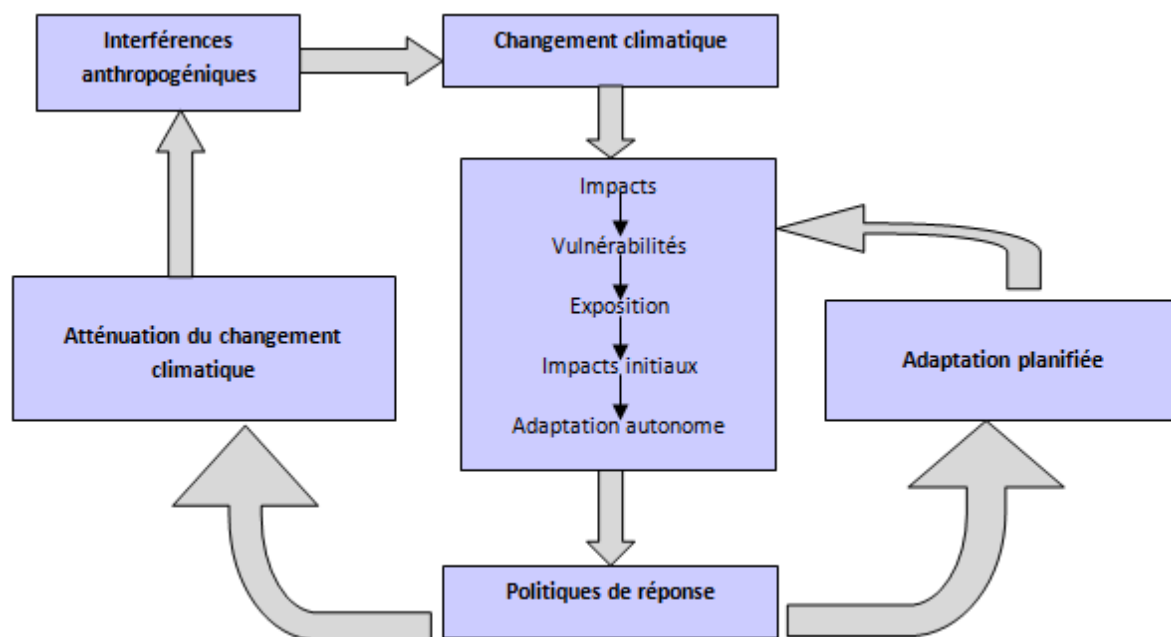 Interférences
anthropogéniques
Changement climatique
Impacts
Vulnérabilités
Exposition
Impacts initiaux
Adaptation autonome
Atténuation du changement
climatique
Adaptation planifiée
Politiques de réponse